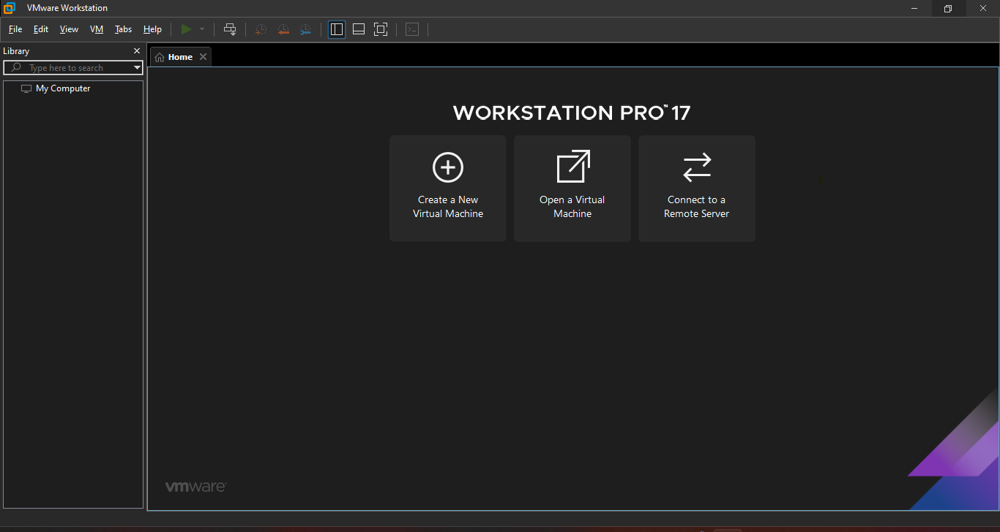 VMware Workstation
File Edit View VM Tabs Help
Library
Type here to search
My Computer
Home
WORKSTATION PRO™ 17
Create a New
Virtual Machine
Open a Virtual
Machine
Connect to a
Remote Server
vmware